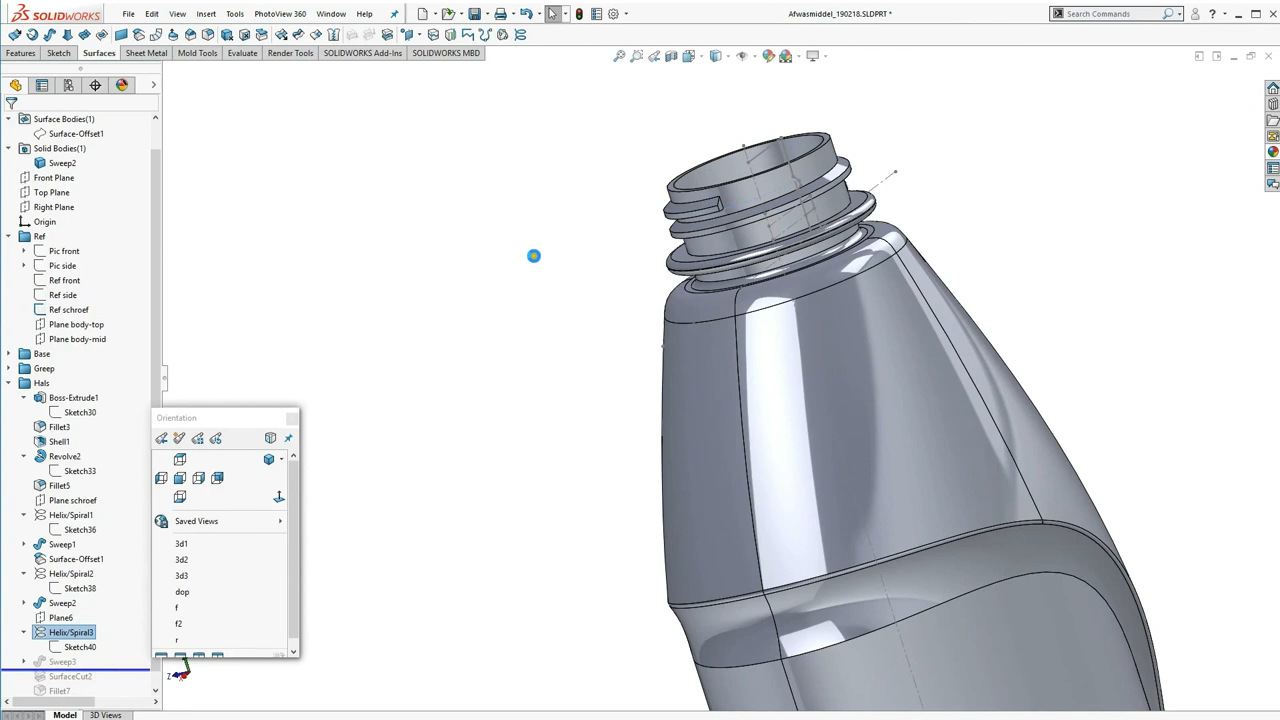 SOLIDWORKS File Edit View Insert Tools PhotoView 360 Window Help Afwasmiddel_190218.SLDPRT * Search Commands
Features Sketch Surfaces Sheet Metal Mold Tools Evaluate Render Tools SOLIDWORKS Add-Ins SOLIDWORKS MBD
Surface Bodies(1)
Surface-Offset1
Solid Bodies(1)
Sweep2
Front Plane
Top Plane
Right Plane
Origin
Ref
Pic front
Pic side
Ref front
Ref side
Ref schroef
Plane body-top
Plane body-mid
Base
Greep
Hals
Boss-Extrude1
Sketch30
Fillet3
Shell1
Revolve2
Sketch33
Fillet5
Plane schroef
Helix/Spiral1
Sketch36
Sweep1
Surface-Offset1
Helix/Spiral2
Sketch38
Sweep2
Plane6
Helix/Spiral3
Sketch40
Sweep3
SurfaceCut2
Fillet7
Orientation
Saved Views
3d1
3d2
3d3
dop
f
f2
r
Z
Model 3D Views